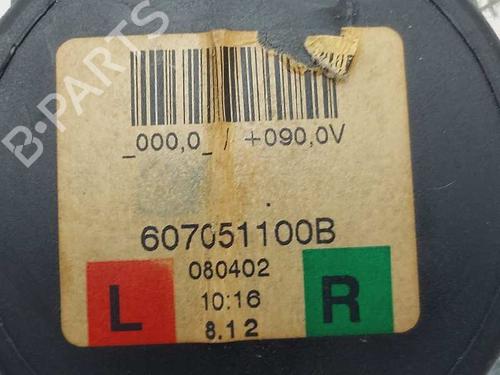 B-PARTS
_000,0_ / +090,0V
607051100B
080402
10:16
8.12
L R